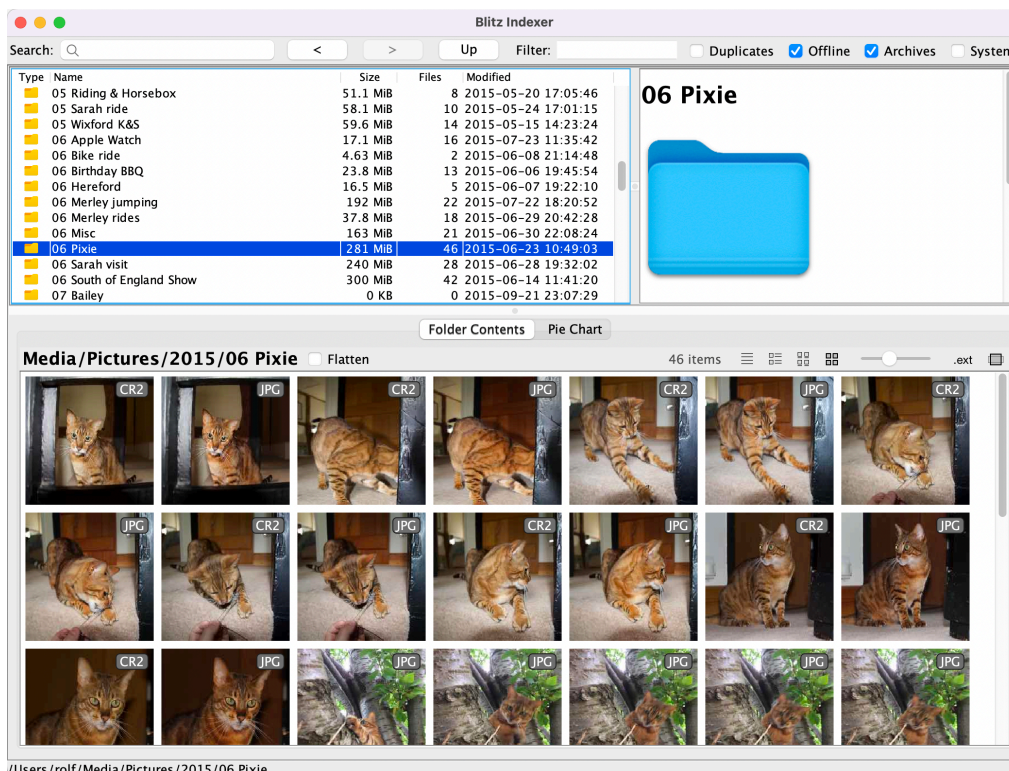 Blitz Indexer
Search: < > Up Filter: Duplicates Offline Archives System
Type Name Size Files Modified
05 Riding & Horsebox 51.1 MiB 8 2015-05-20 17:05:46
05 Sarah ride 58.1 MiB 10 2015-05-24 17:01:15
05 Wixford K&S 59.6 MiB 14 2015-05-15 14:23:24
06 Apple Watch 17.1 MiB 16 2015-07-23 11:35:42
06 Bike ride 4.63 MiB 2 2015-06-08 21:14:48
06 Birthday BBQ 23.8 MiB 13 2015-06-06 19:45:54
06 Hereford 16.5 MiB 5 2015-06-07 19:22:10
06 Merley jumping 192 MiB 22 2015-07-22 18:20:52
06 Merley rides 37.8 MiB 18 2015-06-29 20:42:28
06 Misc 163 MiB 21 2015-06-30 22:08:24
06 Pixie 281 MiB 46 2015-06-23 10:49:03
06 Sarah visit 240 MiB 28 2015-06-28 19:32:02
06 South of England Show 300 MiB 42 2015-06-14 11:41:20
07 Bailey 0 KB 0 2015-09-21 23:07:29
06 Pixie
Folder Contents Pie Chart
Media/Pictures/2015/06 Pixie Flatten 46 items .ext
CR2 JPG CR2 JPG CR2 JPG CR2
JPG CR2 JPG CR2 JPG CR2 JPG
CR2 JPG JPG JPG JPG JPG JPG
/Users/rolf/Media/Pictures/2015/06 Pixie